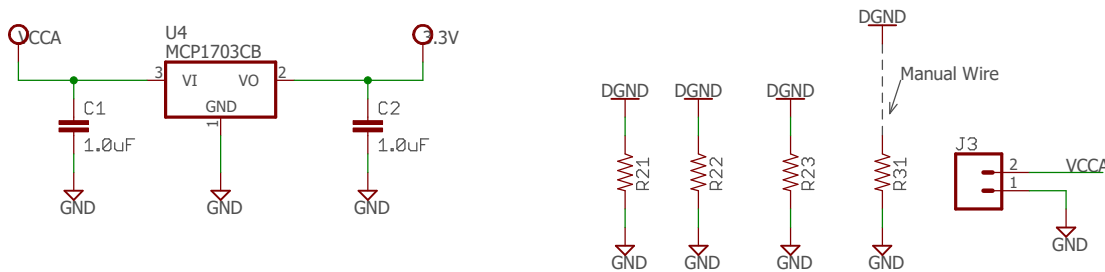 VCCA
U4
MCP1703CB
3.3V
3
VI
VO
2
GND
1
C1
1.0uF
C2
1.0uF
GND
GND
GND
DGND
DGND
DGND
DGND
Manual Wire
R21
R22
R23
R31
GND
GND
GND
GND
J3
2
VCCA
1
GND